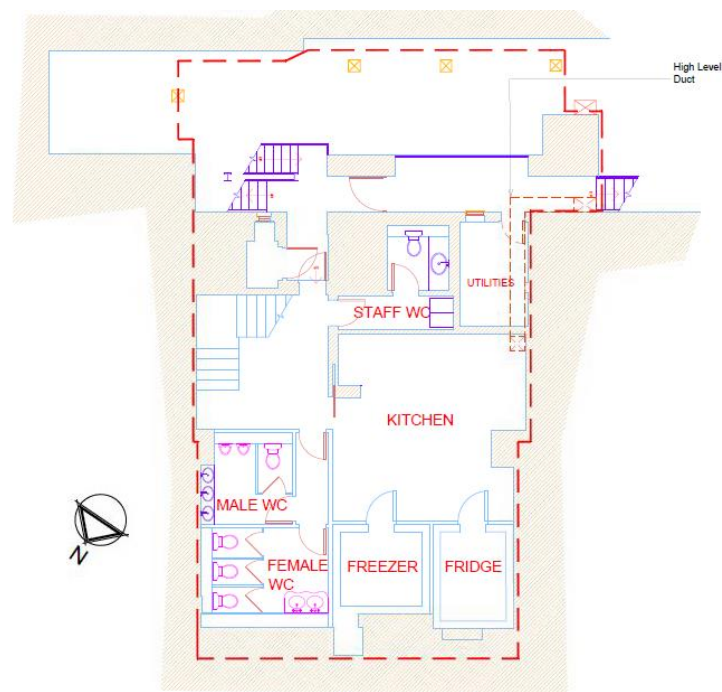 High Level
Duct
UTILITIES
STAFF WC
KITCHEN
MALE WC
FEMALE
WC
FREEZER
FRIDGE
N